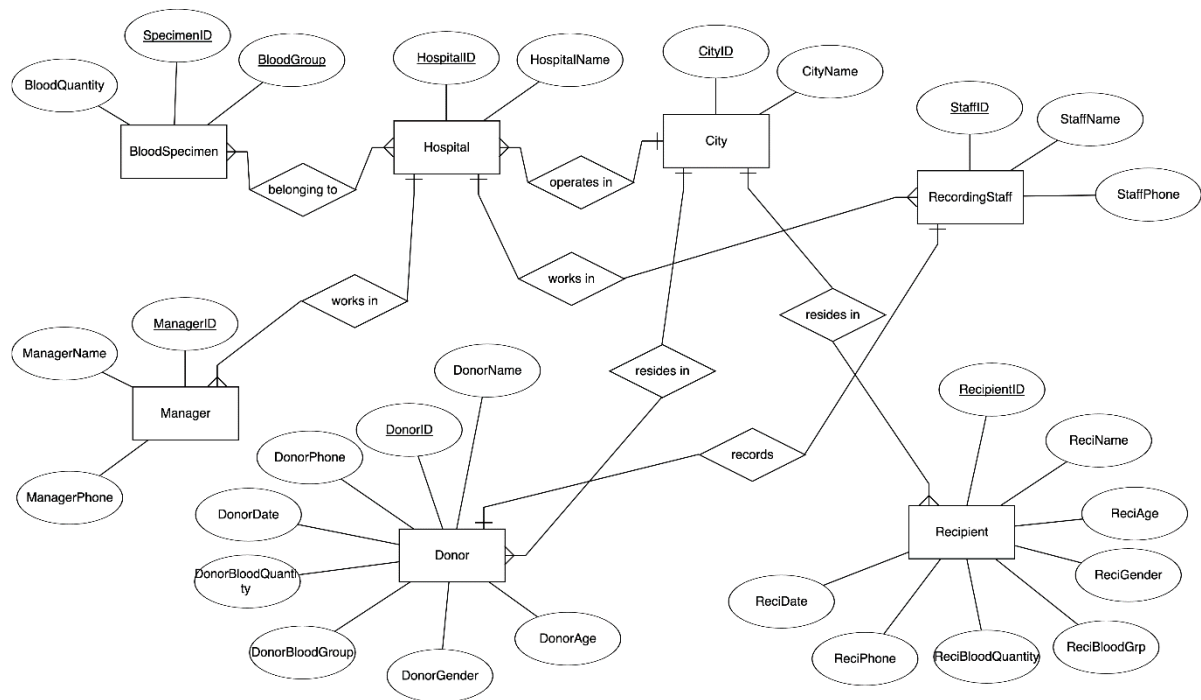 SpecimenID
BloodGroup
BloodQuantity
BloodSpecimen
belonging to
HospitalID
HospitalName
Hospital
operates in
CityID
CityName
City
StaffID
StaffName
StaffPhone
RecordingStaff
works in
works in
resides in
resides in
records
ManagerID
ManagerName
Manager
ManagerPhone
DonorName
DonorID
DonorPhone
DonorDate
DonorBloodQuanti
ty
DonorBloodGroup
DonorGender
DonorAge
Donor
RecipientID
ReciName
ReciAge
ReciGender
ReciBloodGrp
ReciBloodQuantity
ReciPhone
ReciDate
Recipient